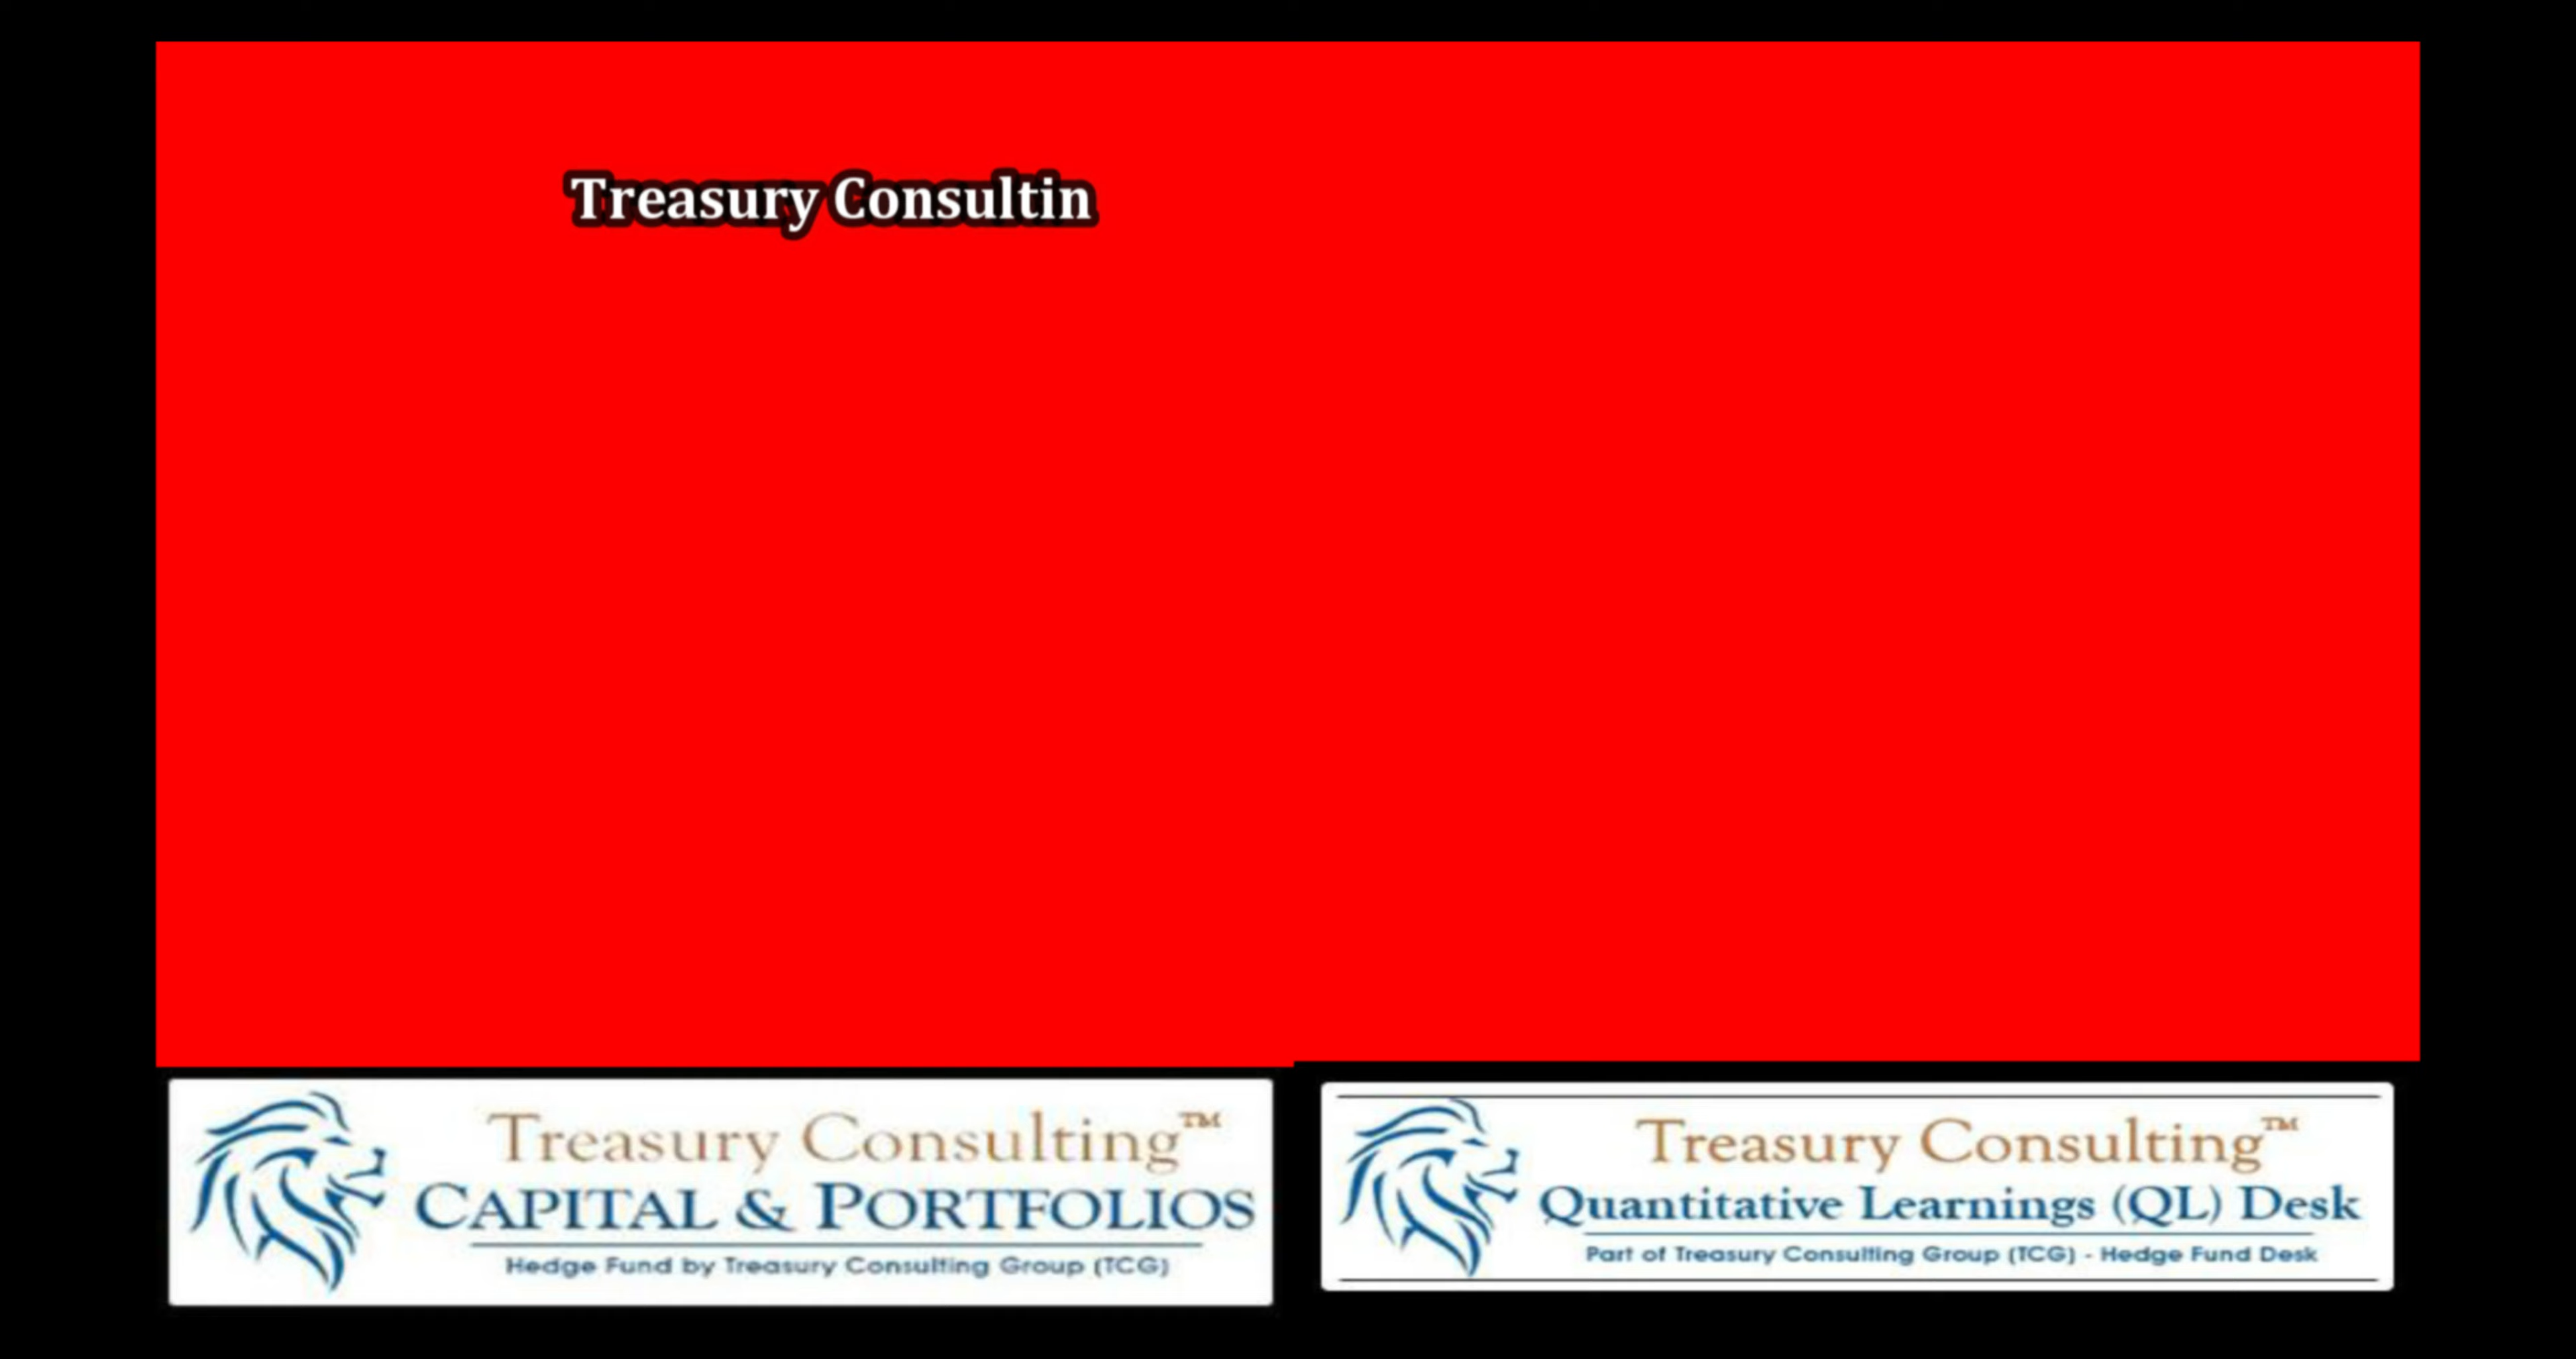 Treasury Consultin
Treasury Consulting™
CAPITAL & PORTFOLIOS
Hedge Fund by Treasury Consulting Group (TCG)
Treasury Consulting™
Quantitative Learnings (QL) Desk
Part of Treasury Consulting Group (TCG) - Hedge Fund Desk